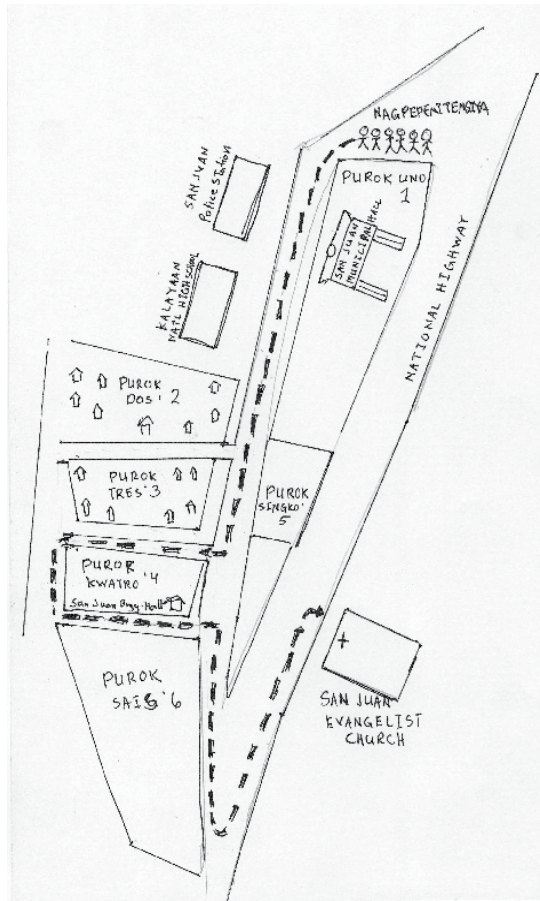 NAGPEPENITENSIYA
PUROK UNO
1
SAN JUAN
MUNICIPAL HALL
SAN JUAN
Police Station
KALAYAAN
NAT'L HIGH SCHOOL
NATIONAL HIGHWAY
PUROK
DOS' 2
PUROK
TRES' 3
PUROK
SINGKO'
5
PUROK
KWATRO '4
San Juan Brgy. Hall
PUROK
SAIS '6
SAN JUAN
EVANGELIST
CHURCH